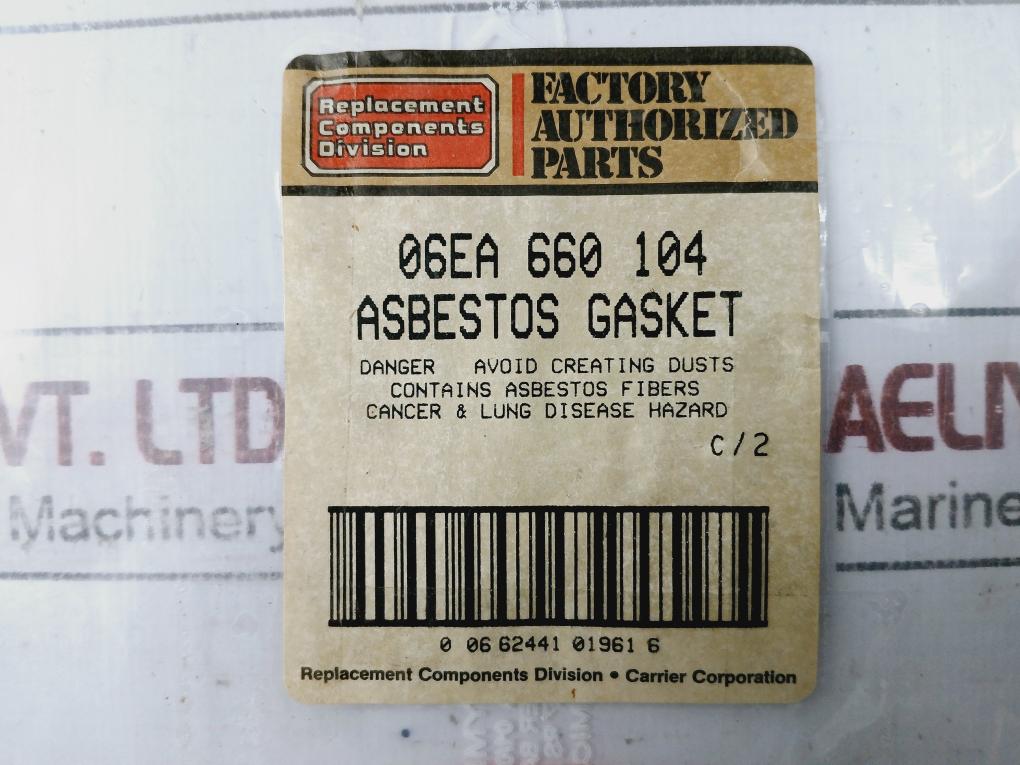 Replacement
Components
Division
FACTORY
AUTHORIZED
PARTS
06EA 660 104
ASBESTOS GASKET
DANGER AVOID CREATING DUSTS
CONTAINS ASBESTOS FIBERS
CANCER & LUNG DISEASE HAZARD
C/2
0 06 62441 01961 6
Replacement Components Division • Carrier Corporation
VT. LTD
Machinery
AELIY
Marine